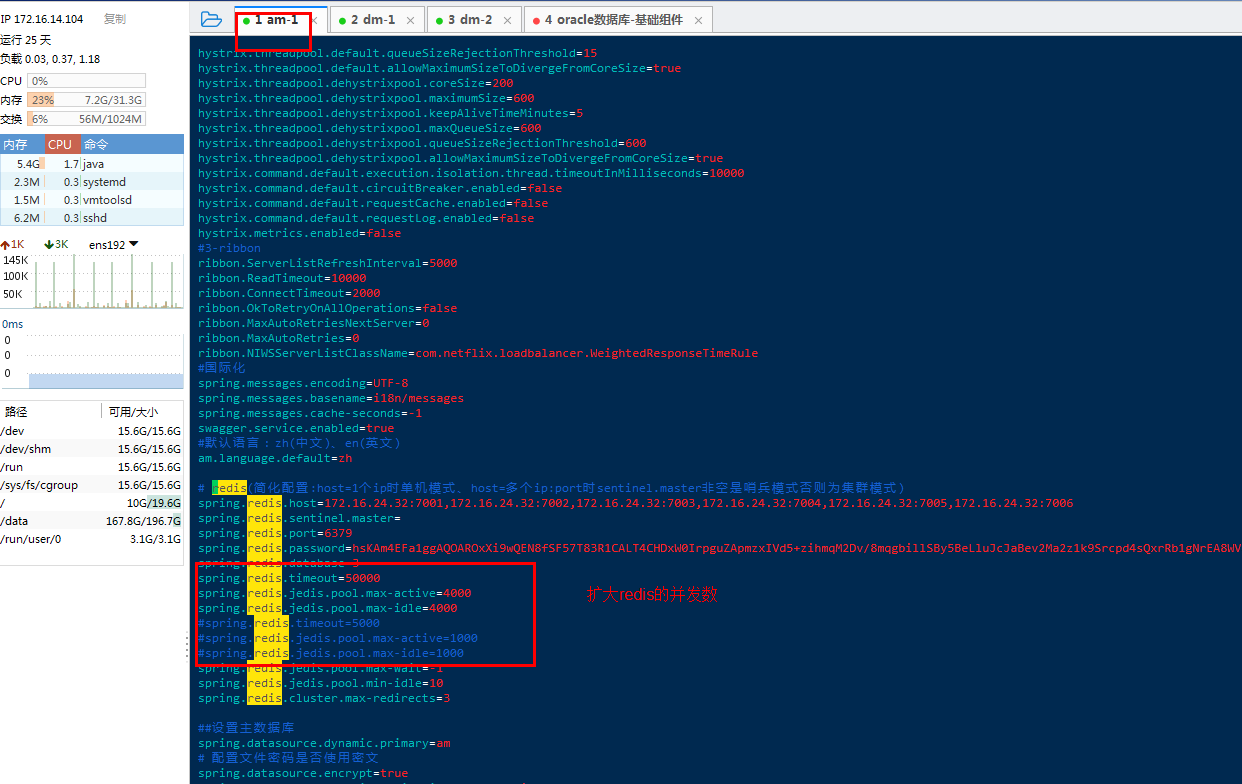 IP 172.16.14.104 复制
运行 25 天
负载 0.03, 0.37, 1.18
CPU 0%
内存 23% 7.2G/31.3G
交换 6% 56M/1024M
内存 CPU 命令
5.4G 1.7 java
2.3M 0.3 systemd
1.5M 0.3 vmtoolsd
6.2M 0.3 sshd
1K 3K ens192
145K
100K
50K
0ms
0
0
0
路径 可用/大小
/dev 15.6G/15.6G
/dev/shm 15.6G/15.6G
/run 15.6G/15.6G
/sys/fs/cgroup 15.6G/15.6G
/ 10G/19.6G
/data 167.8G/196.7G
/run/user/0 3.1G/3.1G
1 am-1 2 dm-1 3 dm-2 4 oracle数据库-基础组件
hystrix.threadpool.default.queueSizeRejectionThreshold=15
hystrix.threadpool.default.allowMaximumSizeToDivergeFromCoreSize=true
hystrix.threadpool.dehystrixpool.coreSize=200
hystrix.threadpool.dehystrixpool.maximumSize=600
hystrix.threadpool.dehystrixpool.keepAliveTimeMinutes=5
hystrix.threadpool.dehystrixpool.maxQueueSize=600
hystrix.threadpool.dehystrixpool.queueSizeRejectionThreshold=600
hystrix.threadpool.dehystrixpool.allowMaximumSizeToDivergeFromCoreSize=true
hystrix.command.default.execution.isolation.thread.timeoutInMilliseconds=10000
hystrix.command.default.circuitBreaker.enabled=false
hystrix.command.default.requestCache.enabled=false
hystrix.command.default.requestLog.enabled=false
hystrix.metrics.enabled=false
#3-ribbon
ribbon.ServerListRefreshInterval=5000
ribbon.ReadTimeout=10000
ribbon.ConnectTimeout=2000
ribbon.OkToRetryOnAllOperations=false
ribbon.MaxAutoRetriesNextServer=0
ribbon.MaxAutoRetries=0
ribbon.NIWSServerListClassName=com.netflix.loadbalancer.WeightedResponseTimeRule
#国际化
spring.messages.encoding=UTF-8
spring.messages.basename=i18n/messages
spring.messages.cache-seconds=-1
swagger.service.enabled=true
#默认语言：zh(中文)、en(英文)
am.language.default=zh
# redis(简化配置:host=1个ip时单机模式、host=多个ip:port时sentinel.master非空是哨兵模式否则为集群模式)
spring.redis.host=172.16.24.32:7001,172.16.24.32:7002,172.16.24.32:7003,172.16.24.32:7004,172.16.24.32:7005,172.16.24.32:7006
spring.redis.sentinel.master=
spring.redis.port=6379
spring.redis.password=hsKAm4EFa1ggAQOAROxXi9wQEN8fSF57T83R1CALT4CHDxW0IrpguZApmzxIVd5+zihmqM2Dv/8mqgbillSBy5BeLluJcJaBev2Ma2z1k9Srcpd4sQxrRb1gNrEA8WV
spring.redis.database=3
spring.redis.timeout=50000
spring.redis.jedis.pool.max-active=4000
spring.redis.jedis.pool.max-idle=4000
#spring.redis.timeout=5000
#spring.redis.jedis.pool.max-active=1000
#spring.redis.jedis.pool.max-idle=1000
spring.redis.jedis.pool.max-wait=-1
spring.redis.jedis.pool.min-idle=10
spring.redis.cluster.max-redirects=3
扩大redis的并发数
##设置主数据库
spring.datasource.dynamic.primary=am
# 配置文件密码是否使用密文
spring.datasource.encrypt=true